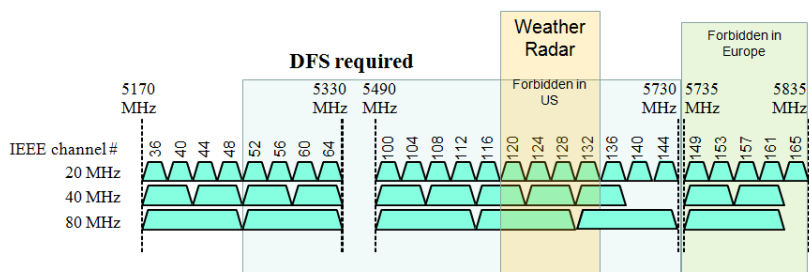 Weather
Radar
DFS required
Forbidden in
Europe
Forbidden in
US
5170
MHz
5330
MHz
5490
MHz
5730
MHz
5735
MHz
5835
MHz
IEEE channel #
36 40 44 48 52 56 60 64 100 104 108 112 116 120 124 128 132 136 140 144 149 153 157 161 165
20 MHz
40 MHz
80 MHz